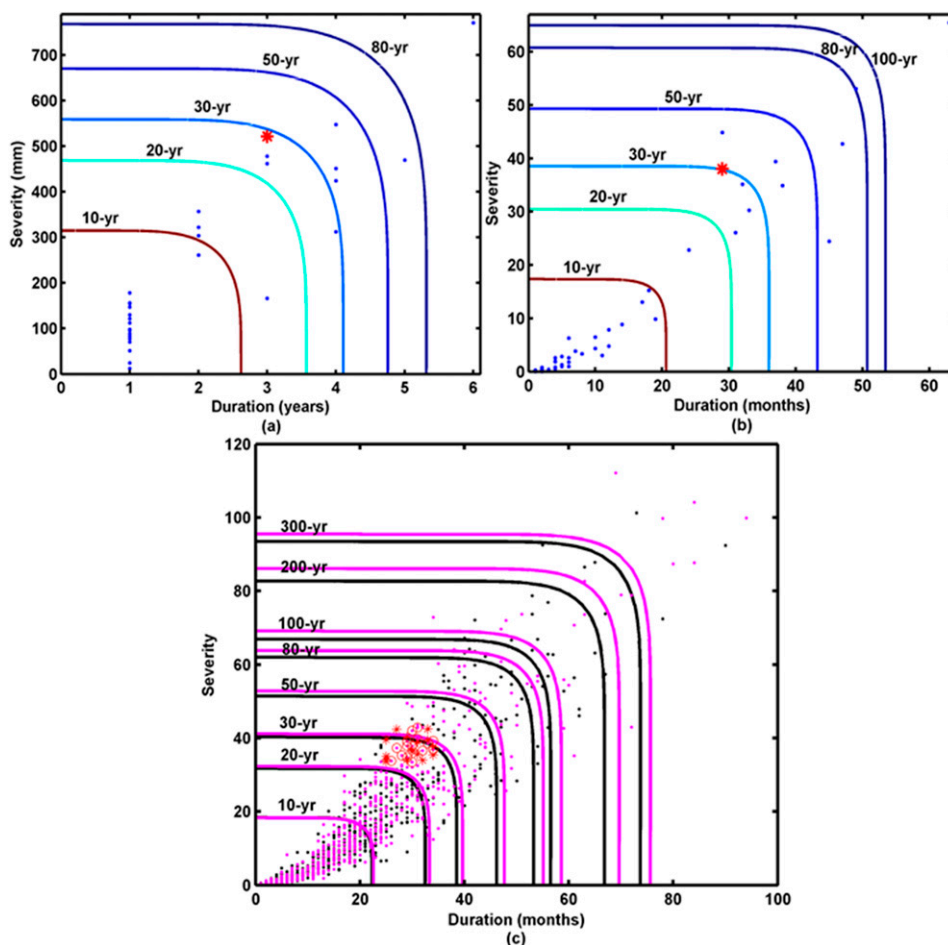 700
600
500
400
300
200
100
0
Severity (mm)
80-yr
50-yr
30-yr
20-yr
10-yr
0 1 2 3 4 5 6
Duration (years)
(a)
60
50
40
30
20
10
0
Severity
80-yr
100-yr
50-yr
30-yr
20-yr
10-yr
0 10 20 30 40 50 60
Duration (months)
(b)
120
100
80
60
40
20
0
Severity
300-yr
200-yr
100-yr
80-yr
50-yr
30-yr
20-yr
10-yr
0 20 40 60 80 100
Duration (months)
(c)